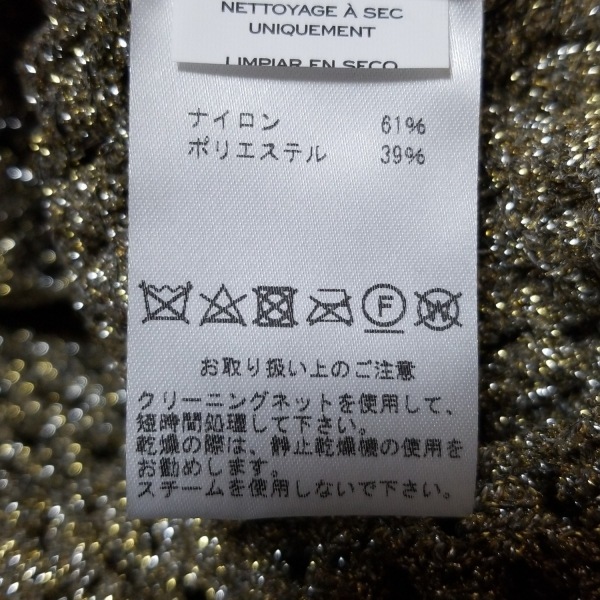 NETTOYAGE À SEC
UNIQUEMENT
LIMPIAR EN SECO
ナイロン 61%
ポリエステル 39%
F W
お取り扱い上のご注意
クリーニングネットを使用して、
短時間処理して下さい。
乾燥の際は、静止乾燥機の使用を
お勧めします。
スチームを使用しないで下さい。